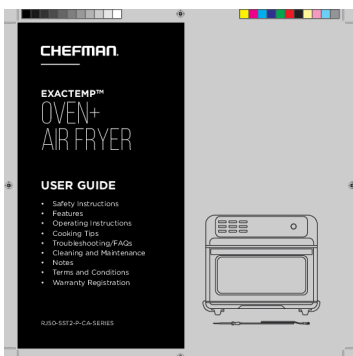 CHEFMAN.
EXACTEMP™
OVEN+
AIR FRYER
USER GUIDE
• Safety Instructions
• Features
• Operating Instructions
• Cooking Tips
• Troubleshooting/FAQs
• Cleaning and Maintenance
• Notes
• Terms and Conditions
• Warranty Registration
RJ50-SST2-P-CA-SERIES